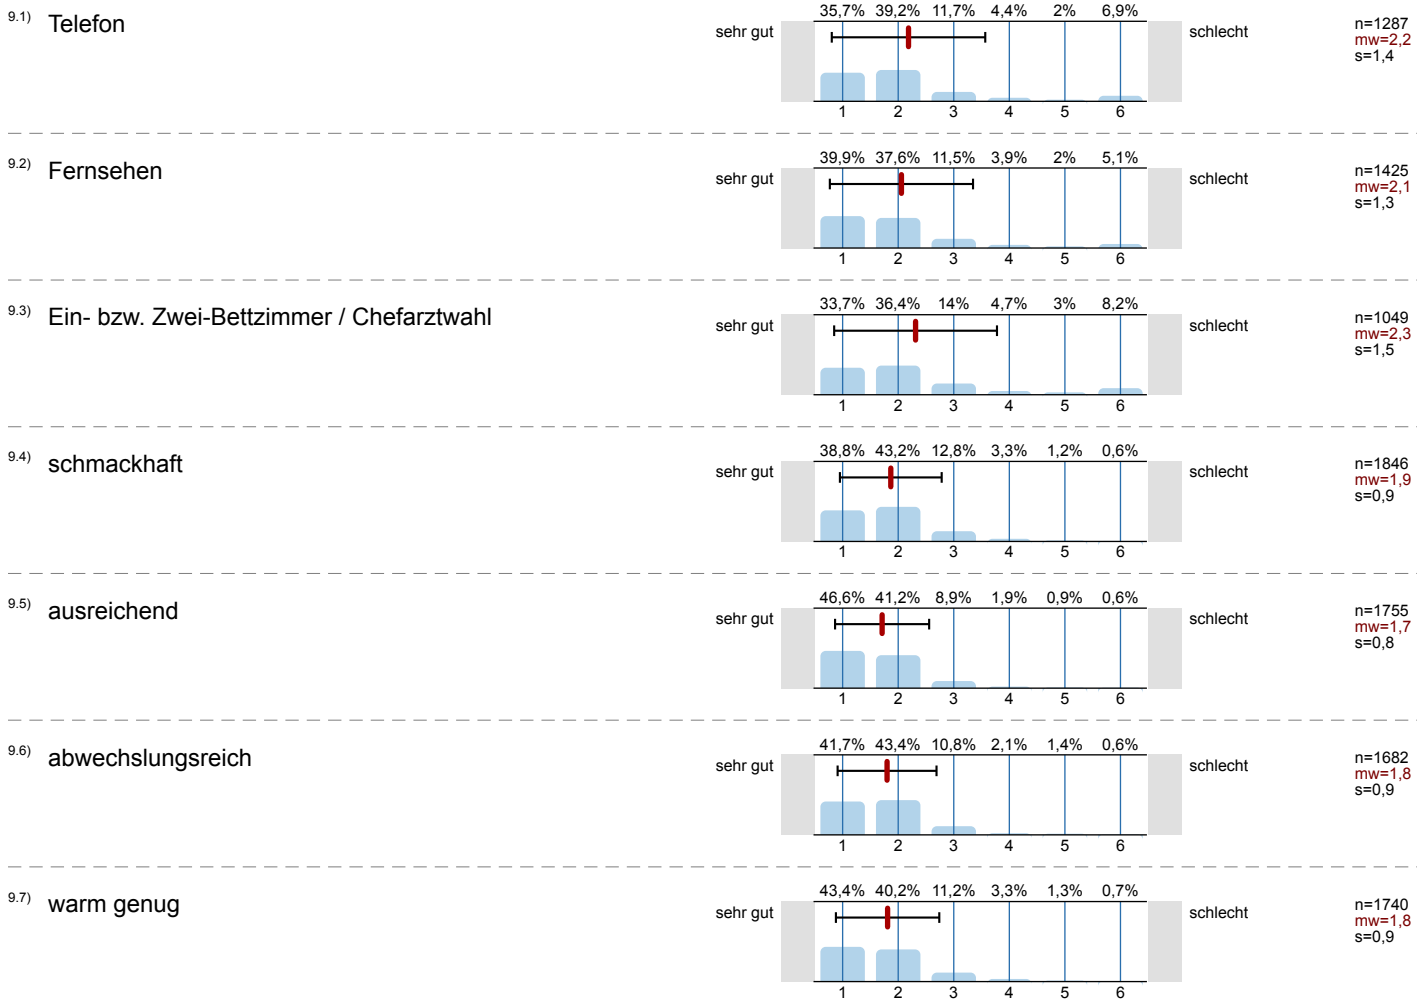 9.1) Telefon
35,7% 39,2% 11,7% 4,4% 2% 6,9%
sehr gut schlecht
n=1287
mw=2,2
s=1,4
1 2 3 4 5 6
9.2) Fernsehen
39,9% 37,6% 11,5% 3,9% 2% 5,1%
sehr gut schlecht
n=1425
mw=2,1
s=1,3
1 2 3 4 5 6
9.3) Ein- bzw. Zwei-Bettzimmer / Chefarztwahl
33,7% 36,4% 14% 4,7% 3% 8,2%
sehr gut schlecht
n=1049
mw=2,3
s=1,5
1 2 3 4 5 6
9.4) schmackhaft
38,8% 43,2% 12,8% 3,3% 1,2% 0,6%
sehr gut schlecht
n=1846
mw=1,9
s=0,9
1 2 3 4 5 6
9.5) ausreichend
46,6% 41,2% 8,9% 1,9% 0,9% 0,6%
sehr gut schlecht
n=1755
mw=1,7
s=0,8
1 2 3 4 5 6
9.6) abwechslungsreich
41,7% 43,4% 10,8% 2,1% 1,4% 0,6%
sehr gut schlecht
n=1682
mw=1,8
s=0,9
1 2 3 4 5 6
9.7) warm genug
43,4% 40,2% 11,2% 3,3% 1,3% 0,7%
sehr gut schlecht
n=1740
mw=1,8
s=0,9
1 2 3 4 5 6